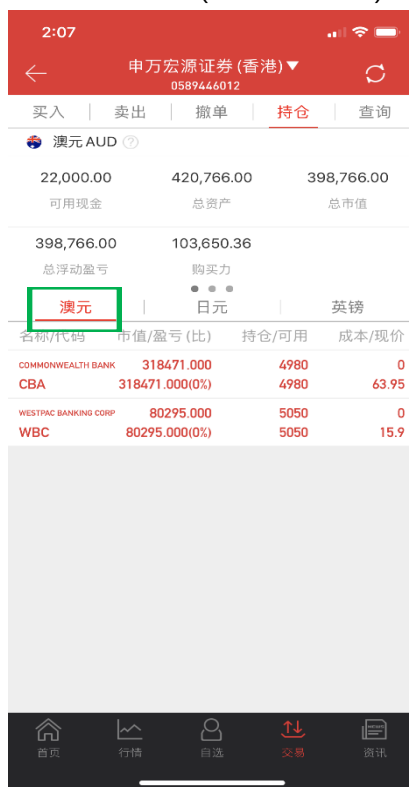 2:07
申万宏源证券(香港)▼
0589446012
买入 卖出 撤单 持仓 查询
澳元 AUD ?
22,000.00 420,766.00 398,766.00
可用现金 总资产 总市值
398,766.00 103,650.36
总浮动盈亏 购买力
澳元 日元 英镑
名称/代码 市值/盈亏(比) 持仓/可用 成本/现价
COMMONWEALTH BANK 318471.000 4980 0
CBA 318471.000(0%) 4980 63.95
WESTPAC BANKING CORP 80295.000 5050 0
WBC 80295.000(0%) 5050 15.9
首页 行情 自选 交易 资讯